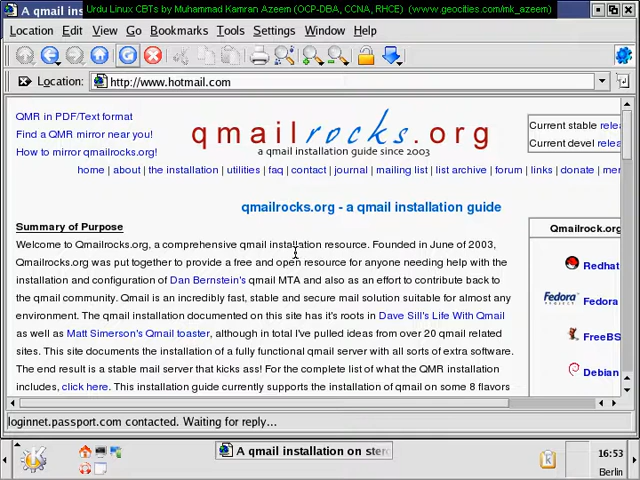 A qmail ins
Urdu Linux CBTs by Muhammad Kamran Azeem (OCP-DBA, CCNA, RHCE) (www.geocities.com/mk_azeem)
Location Edit View Go Bookmarks Tools Settings Window Help
Location: http://www.hotmail.com
QMR in PDF/Text format
Find a QMR mirror near you!
How to mirror qmailrocks.org!
qmailrocks.org
a qmail installation guide since 2003
Current stable relea
Current devel relea
home | about | the installation | utilities | faq | contact | journal | mailing list | list archive | forum | links | donate | mer
qmailrocks.org - a qmail installation guide
Summary of Purpose
Welcome to Qmailrocks.org, a comprehensive qmail installation resource. Founded in June of 2003,
Qmailrocks.org was put together to provide a free and open resource for anyone needing help with the
installation and configuration of Dan Bernstein's qmail MTA and also as an effort to contribute back to
the qmail community. Qmail is an incredibly fast, stable and secure mail solution suitable for almost any
environment. The qmail installation documented on this site has it's roots in Dave Sill's Life With Qmail
as well as Matt Simerson's Qmail toaster, although in total I've pulled ideas from over 20 qmail related
sites. This site documents the installation of a fully functional qmail server with all sorts of extra software.
The end result is a stable mail server that kicks ass! For the complete list of what the QMR installation
includes, click here. This installation guide currently supports the installation of qmail on some 8 flavors
Qmailrock.org
Redhat
Fedora
Fedora
FreeBS
Debian
loginnet.passport.com contacted. Waiting for reply...
A qmail installation on ster
16:53
Berlin